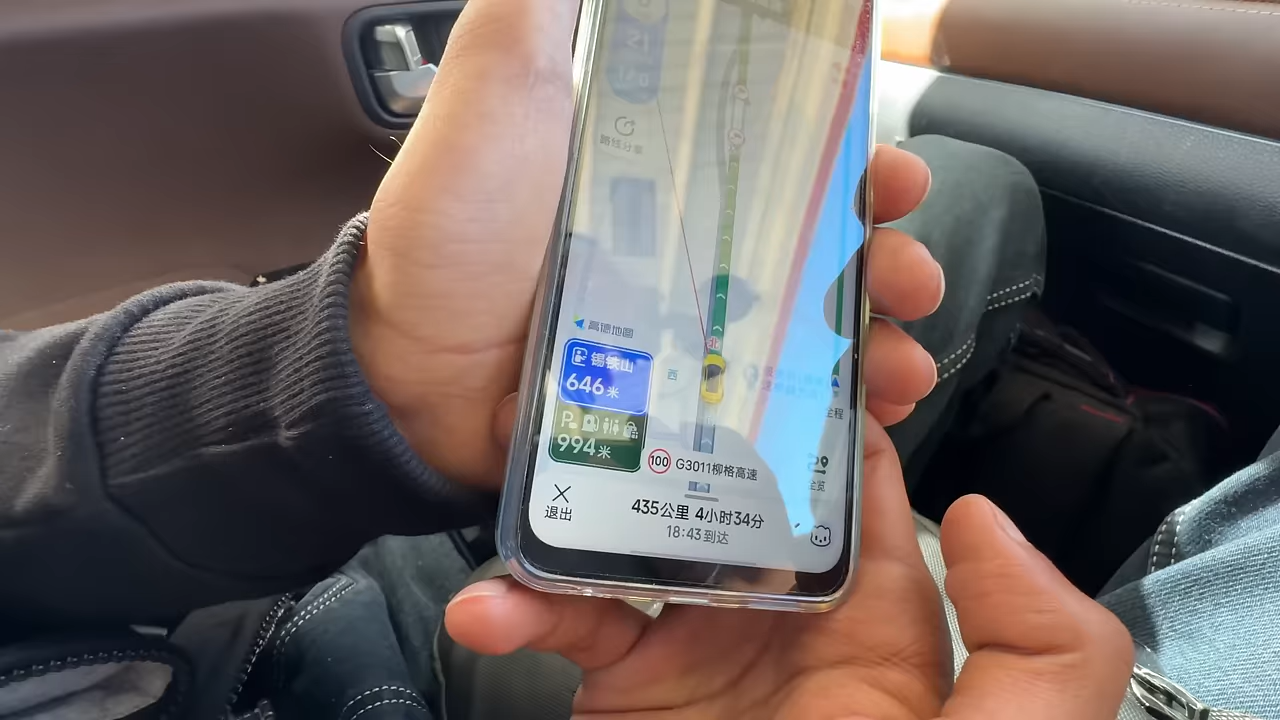 路线分享
高德地图
锡铁山
646米
西
北
P
994米
100
G3011柳格高速
全程
全览
退出
435公里 4小时34分
18:43到达